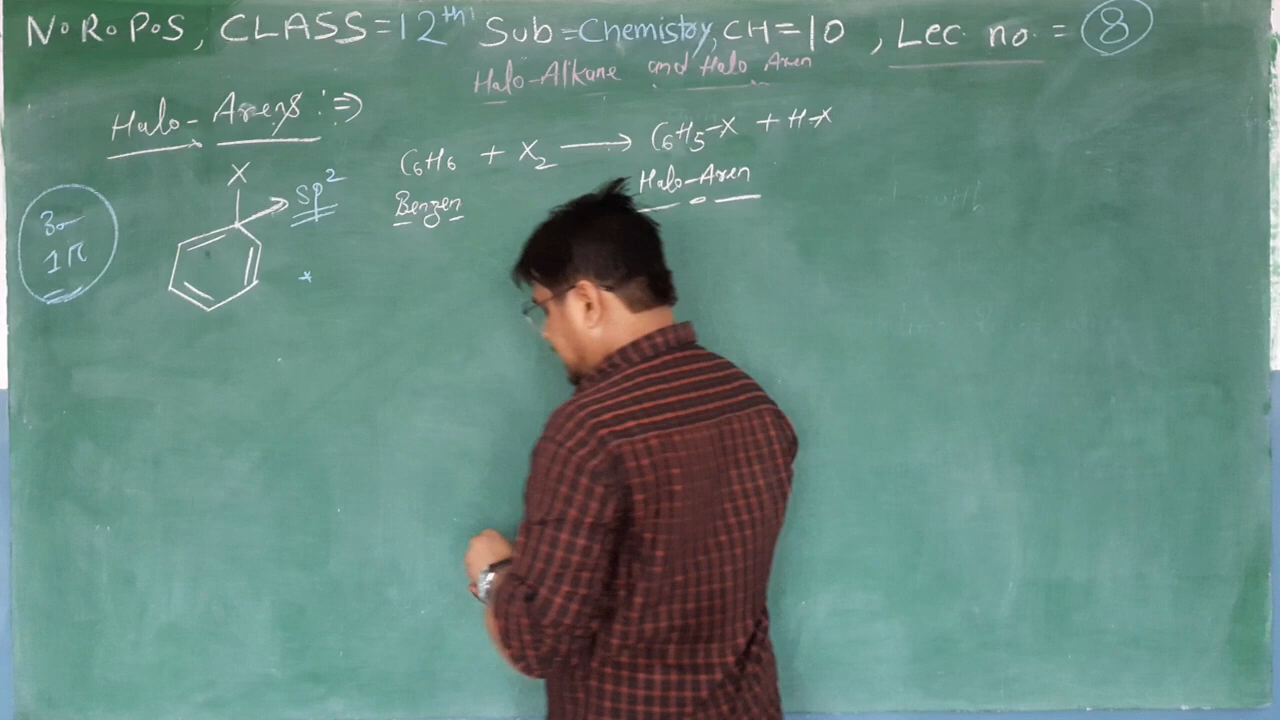 N.R.P.S, CLASS=12th Sub=Chemistry, CH=10, Lec no. = 8
Halo-Alkane and Halo Aren
Halo-Arens :⇒
C6H6 + X2 ⟶ C6H5-X + H-X
Benzen Halo-Aren
X
sp²
3σ
1π
*